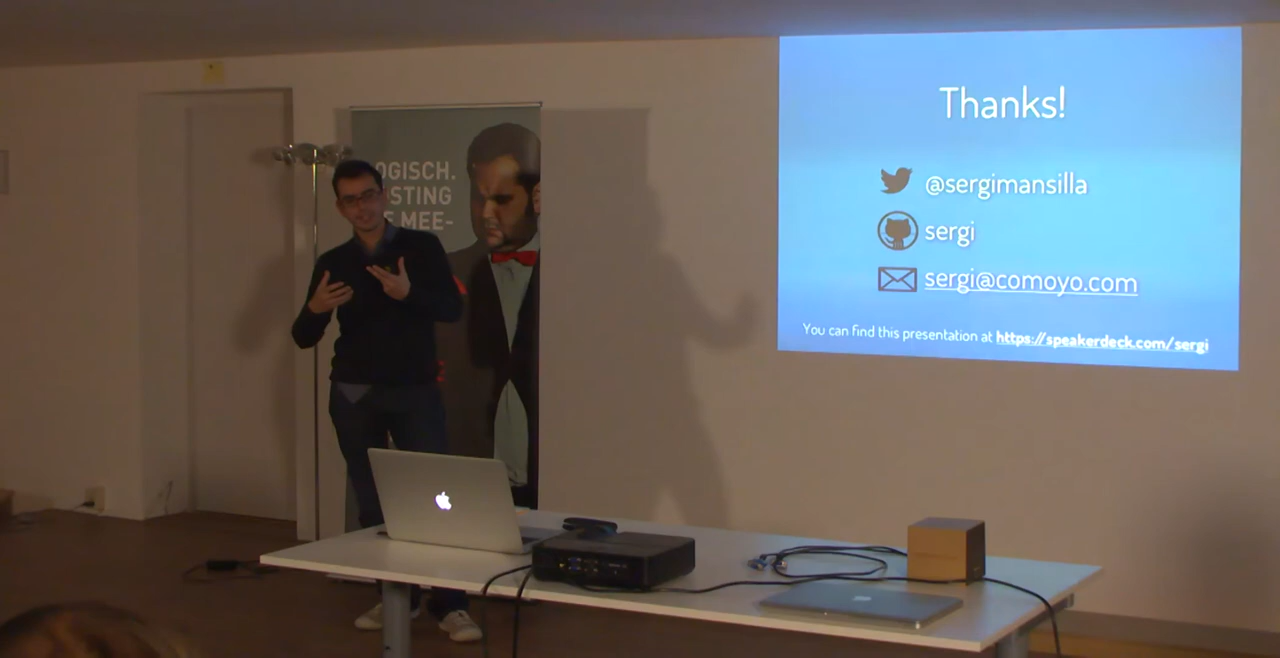 OGISCH.
STING
E MEE-
Thanks!
@sergimansilla
sergi
sergi@comoyo.com
You can find this presentation at https://speakerdeck.com/sergi